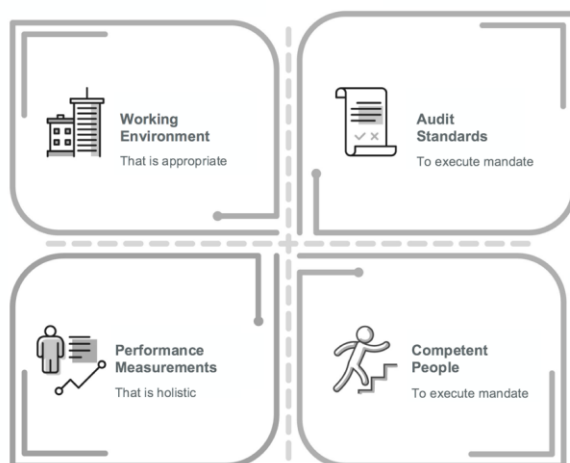 Working
Environment
That is appropriate
Audit
Standards
To execute mandate
Performance
Measurements
That is holistic
Competent
People
To execute mandate